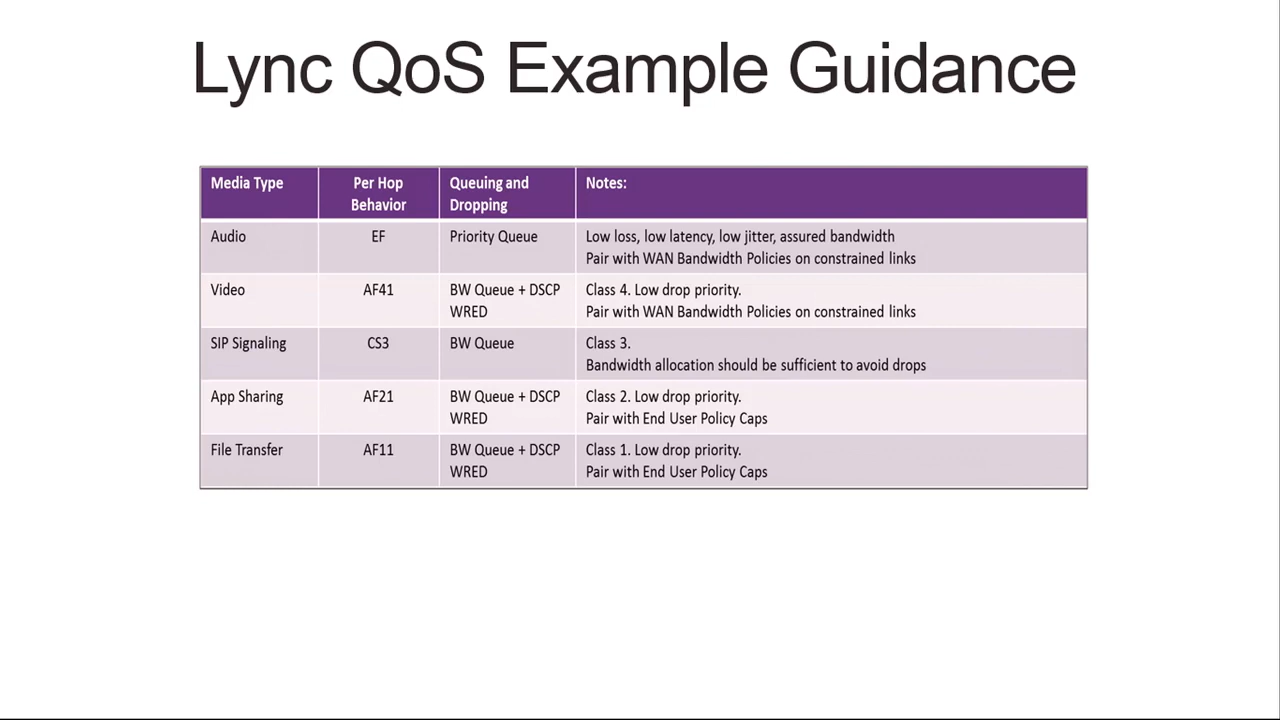 Lync QoS Example Guidance
Media Type
Per Hop
Behavior
Queuing and
Dropping
Notes:
Audio
EF
Priority Queue
Low loss, low latency, low jitter, assured bandwidth
Pair with WAN Bandwidth Policies on constrained links
Video
AF41
BW Queue + DSCP
WRED
Class 4. Low drop priority.
Pair with WAN Bandwidth Policies on constrained links
SIP Signaling
CS3
BW Queue
Class 3.
Bandwidth allocation should be sufficient to avoid drops
App Sharing
AF21
BW Queue + DSCP
WRED
Class 2. Low drop priority.
Pair with End User Policy Caps
File Transfer
AF11
BW Queue + DSCP
WRED
Class 1. Low drop priority.
Pair with End User Policy Caps